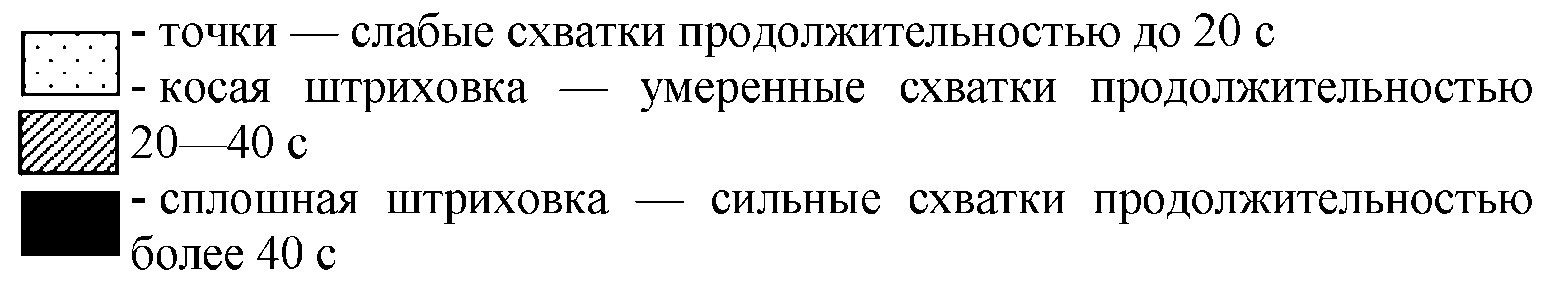 - точки — слабые схватки продолжительностью до 20 с
- косая штриховка — умеренные схватки продолжительностью
20—40 с
- сплошная штриховка — сильные схватки продолжительностью
более 40 с